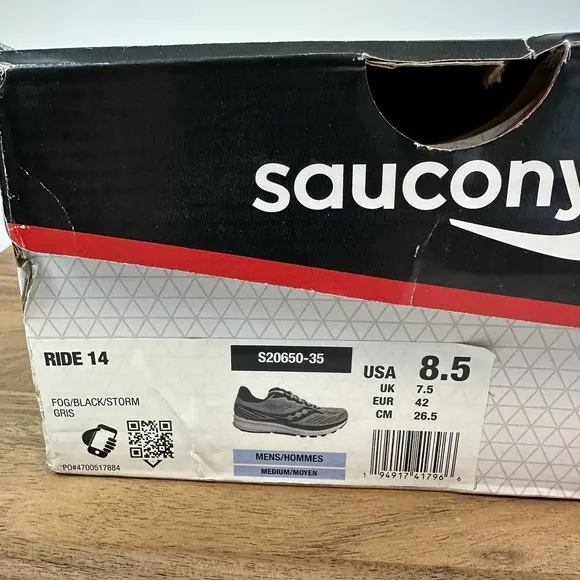 saucony
RIDE 14
S20650-35
USA 8.5
UK 7.5
EUR 42
CM 26.5
FOG/BLACK/STORM
GRIS
MENS/HOMMES
MEDIUM/MOYEN
PO#4700517884
1 94917 41796 6